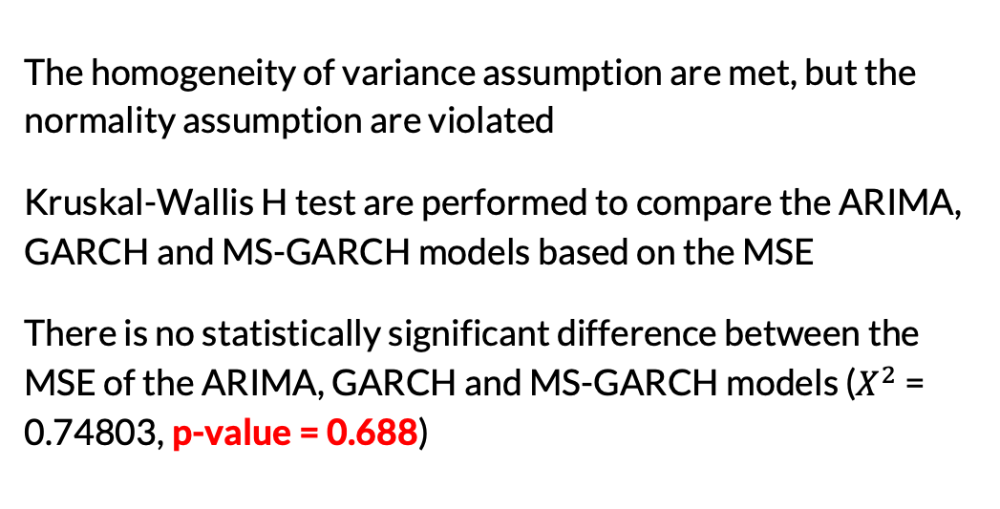 The homogeneity of variance assumption are met, but the
normality assumption are violated
Kruskal-Wallis H test are performed to compare the ARIMA,
GARCH and MS-GARCH models based on the MSE
There is no statistically significant difference between the
MSE of the ARIMA, GARCH and MS-GARCH models (X² =
0.74803, p-value = 0.688)